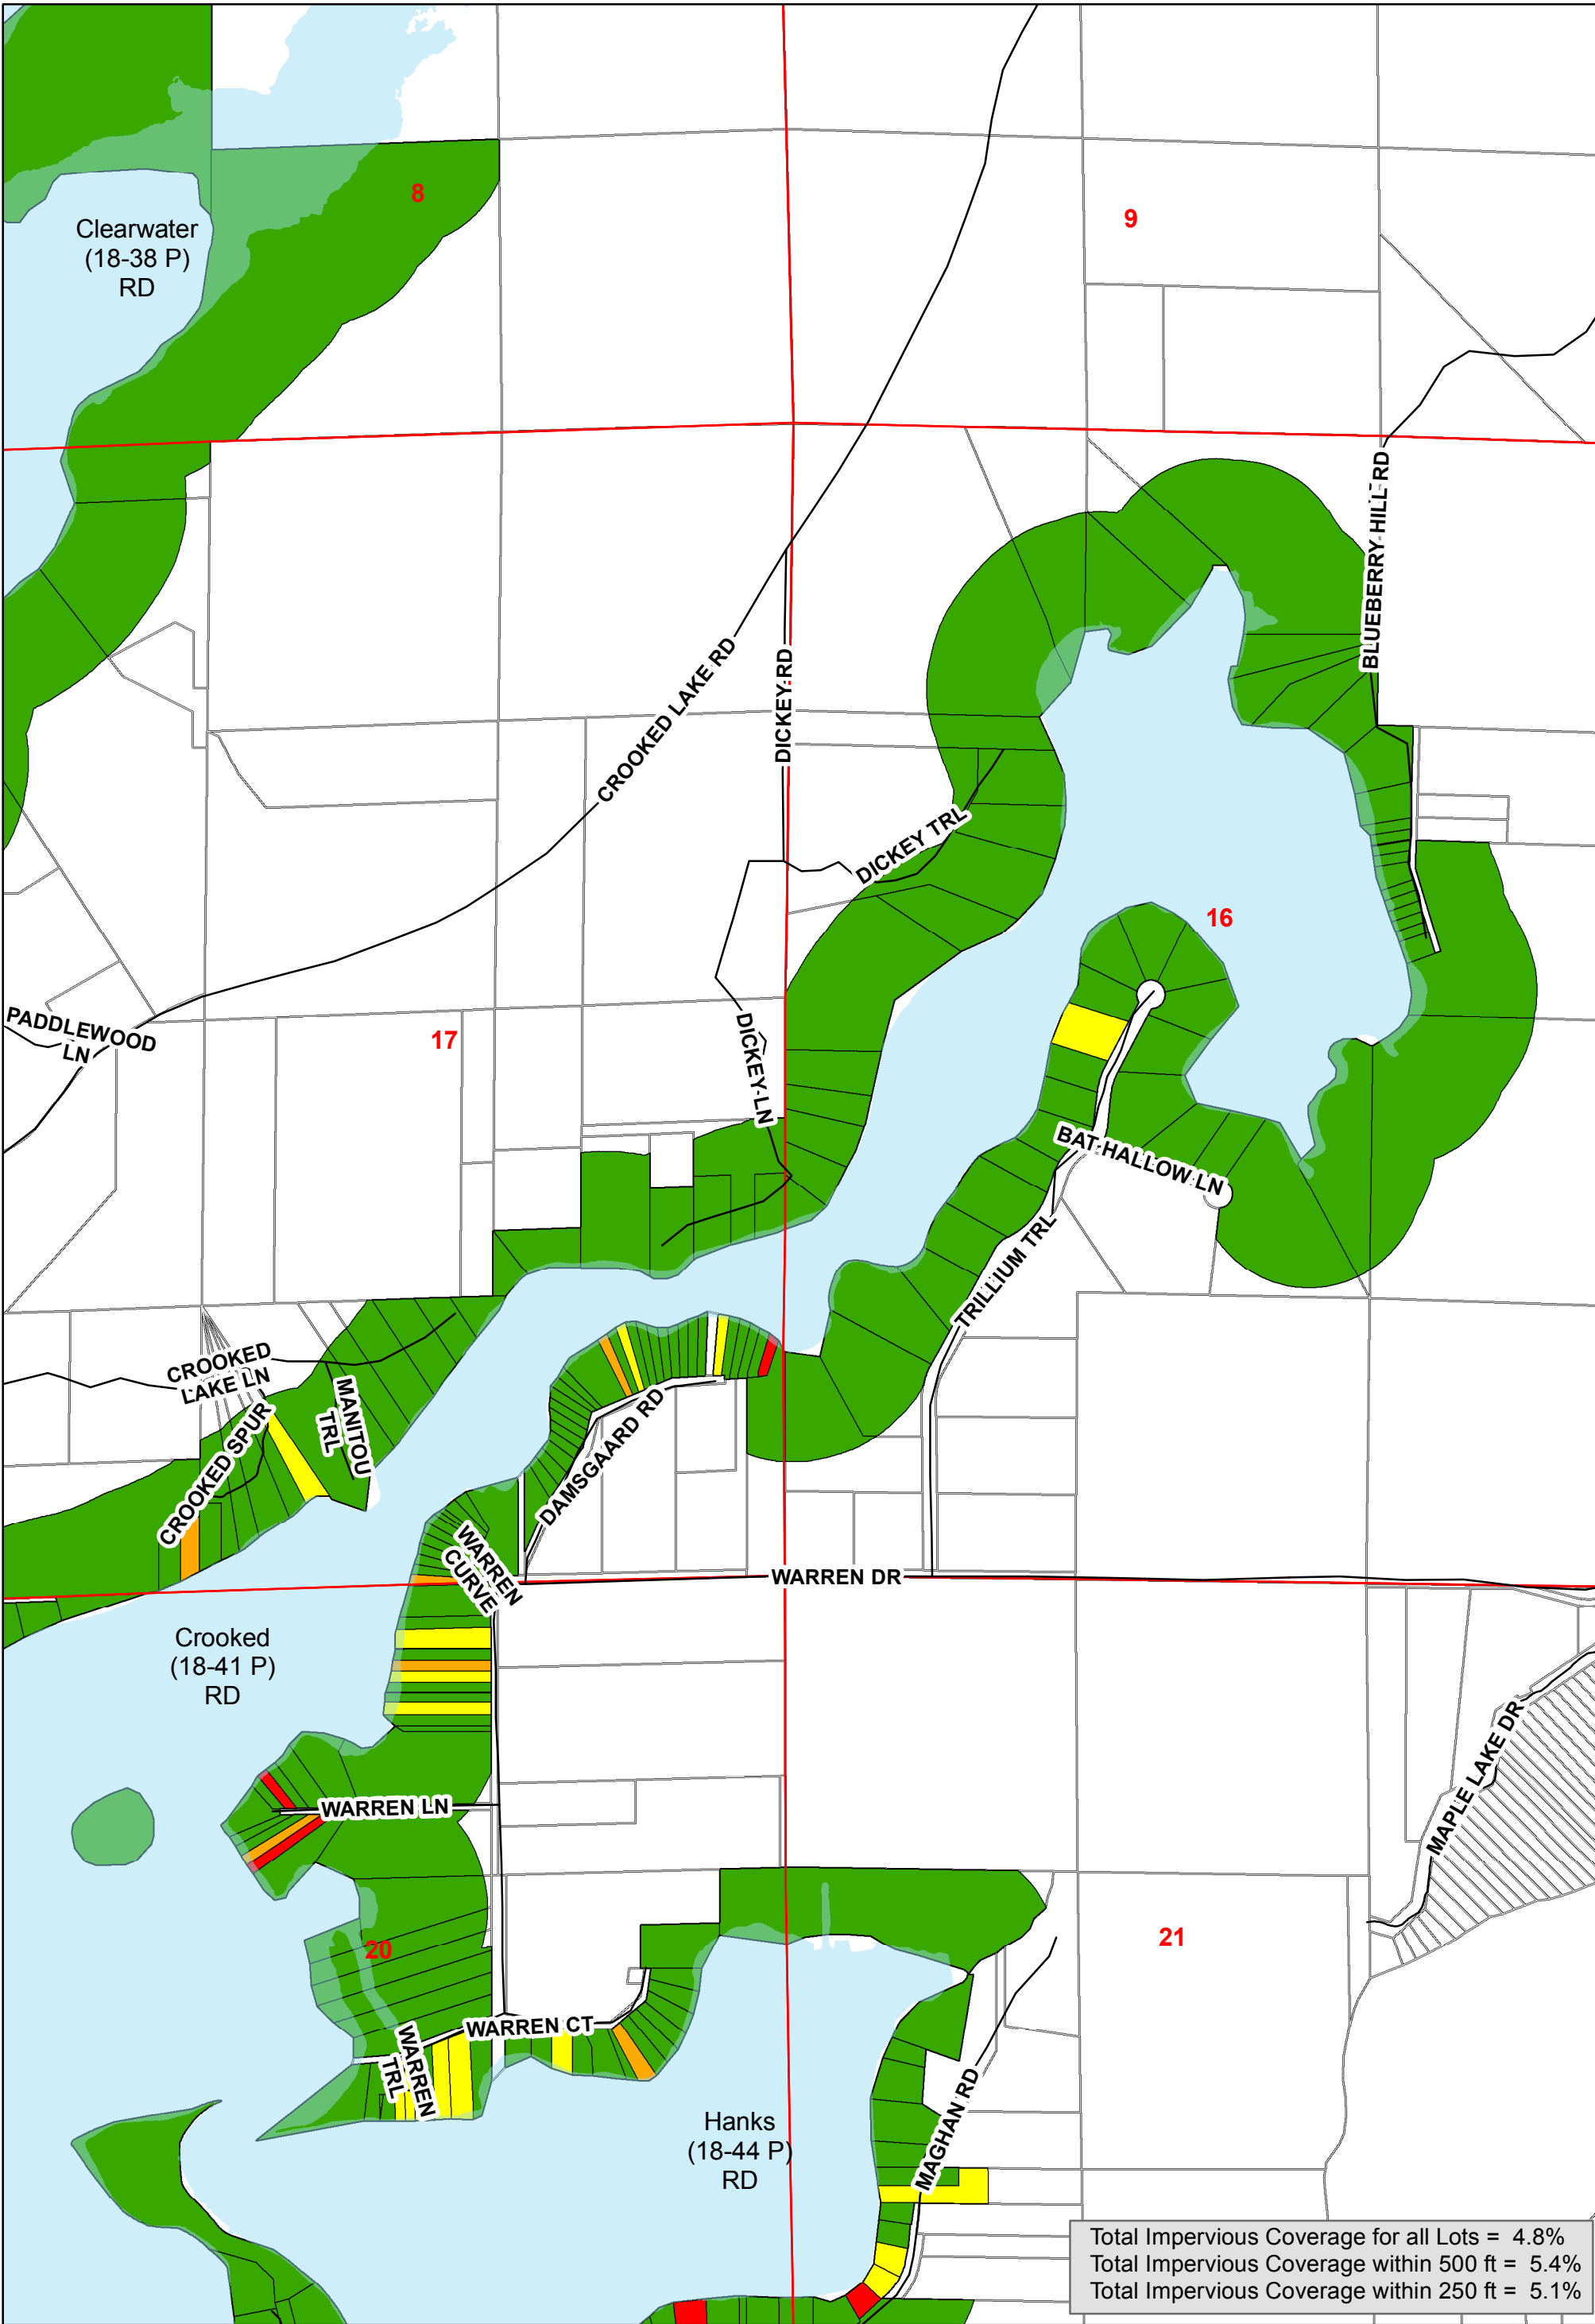 8
9
Clearwater
(18-38 P)
RD
BLUEBERRY HILL RD
CROOKED LAKE RD
DICKEY RD
DICKEY TRL
16
PADDLEWOOD
LN
17
DICKEY LN
BAT HALLOW LN
TRILLIUM TRL
CROOKED
LAKE LN
MANITOU
TRL
CROOKED SPUR
DAMSGAARD RD
WARREN
CURVE
WARREN DR
Crooked
(18-41 P)
RD
MAPLE LAKE DR
WARREN LN
20
21
WARREN CT
WARREN
TRL
Hanks
(18-44 P)
RD
MAGHAN RD
Total Impervious Coverage for all Lots = 4.8%
Total Impervious Coverage within 500 ft = 5.4%
Total Impervious Coverage within 250 ft = 5.1%